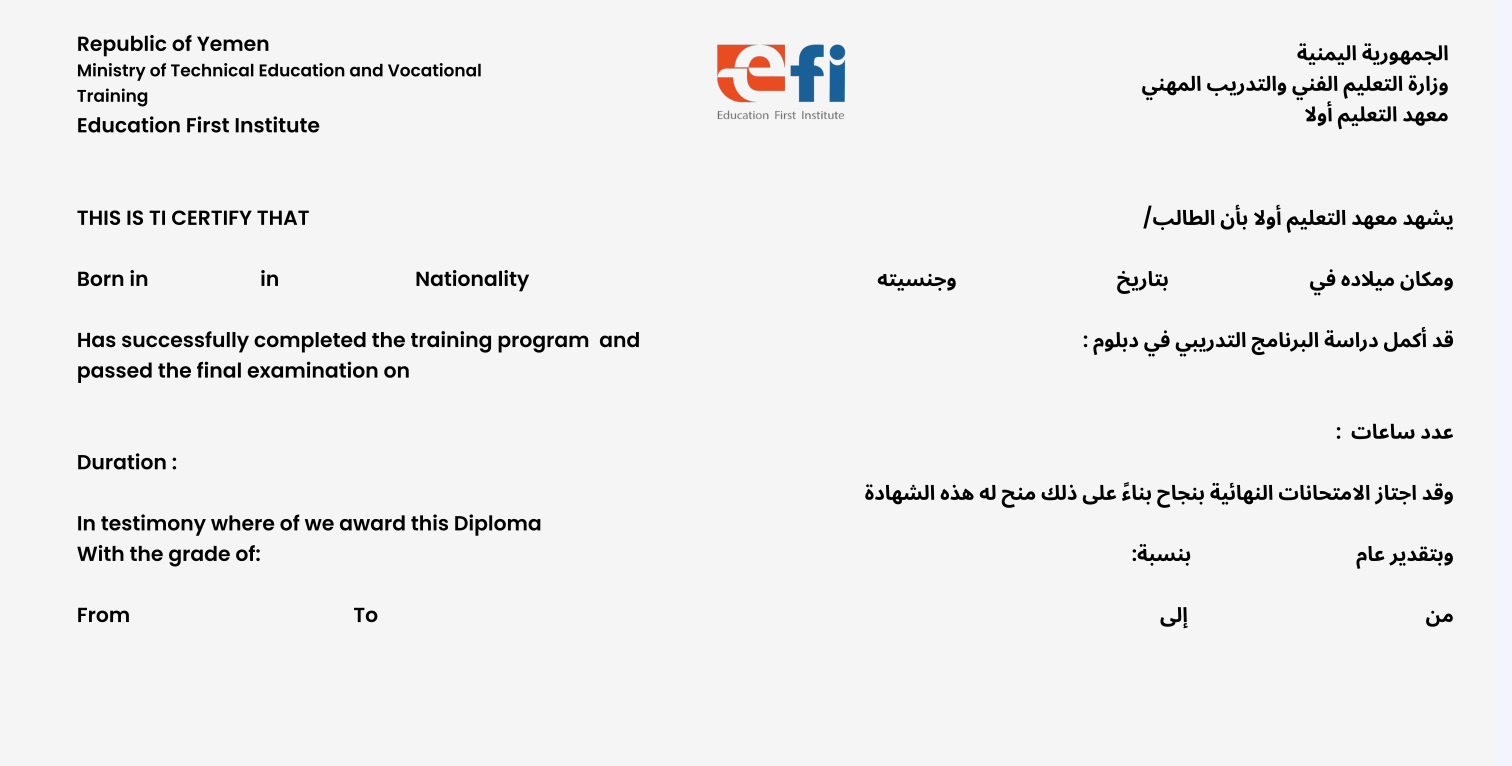 Republic of Yemen
Ministry of Technical Education and Vocational
Training
Education First Institute
efi
Education First Institute
الجمهورية اليمنية
وزارة التعليم الفني والتدريب المهني
معهد التعليم أولا
THIS IS TI CERTIFY THAT
Born in in Nationality
Has successfully completed the training program and
passed the final examination on
Duration :
In testimony where of we award this Diploma
With the grade of:
From To
يشهد معهد التعليم أولا بأن الطالب/
ومكان ميلاده في بتاريخ وجنسيته
قد أكمل دراسة البرنامج التدريبي في دبلوم :
عدد ساعات :
وقد اجتاز الامتحانات النهائية بنجاح بناءً على ذلك منح له هذه الشهادة
وبتقدير عام بنسبة:
من إلى